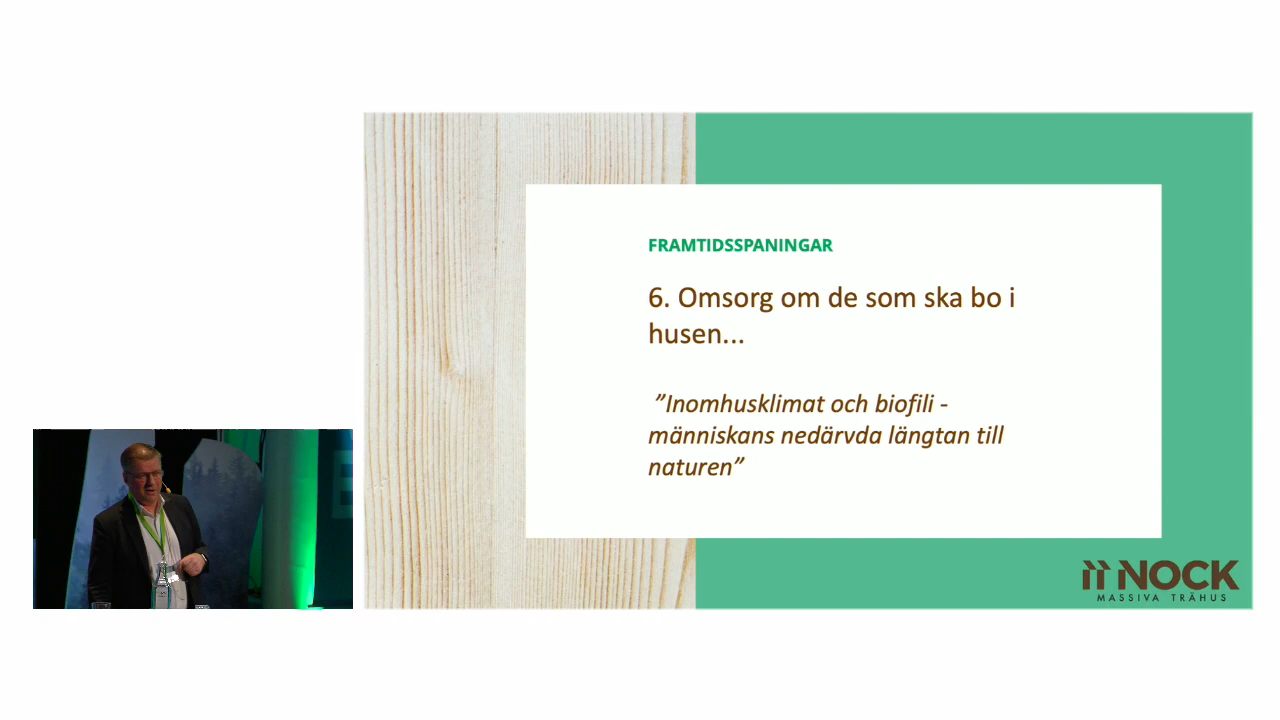 FRAMTIDSSPANINGAR
6. Omsorg om de som ska bo i
husen...
”Inomhusklimat och biofili -
människans nedärvda längtan till
naturen”
NOCK
MASSIVA TRÄHUS